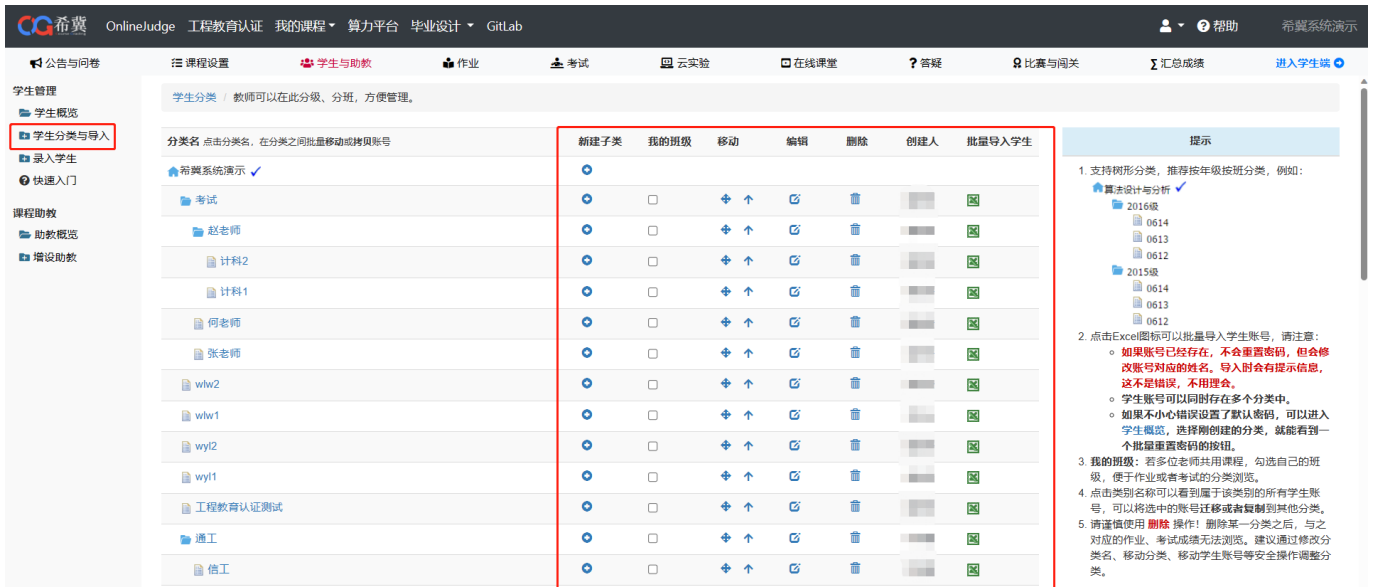 CG希冀 OnlineJudge 工程教育认证 我的课程 算力平台 毕业设计 GitLab 帮助 希冀系统演示
公告与问卷 课程设置 学生与助教 作业 考试 云实验 在线课堂 答疑 比赛与闯关 汇总成绩 进入学生端
学生管理
学生概览
学生分类与导入
录入学生
快速入门
课程助教
助教概览
增设助教
学生分类 / 教师可以在此分级、分班，方便管理。
分类名 点击分类名，在分类之间批量移动或拷贝账号 新建子类 我的班级 移动 编辑 删除 创建人 批量导入学生
希冀系统演示
考试
赵老师
计科2
计科1
何老师
张老师
wlw2
wlw1
wyl2
wyl1
工程教育认证测试
通工
信工
提示
1. 支持树形分类，推荐按年级按班分类，例如：
算法设计与分析
2016级
0614
0613
0612
2015级
0614
0613
0612
2. 点击Excel图标可以批量导入学生账号，请注意：
如果账号已经存在，不会重置密码，但会修
改账号对应的姓名。导入时会有提示信息，
这不是错误，不用理会。
学生账号可以同时存在多个分类中。
如果不小心错误设置了默认密码，可以进入
学生概览，选择刚创建的分类，就能看到一
个批量重置密码的按钮。
3. 我的班级：若多位老师共用课程，勾选自己的班
级，便于作业或者考试的分类浏览。
4. 点击类别名称可以看到属于该类别的所有学生账
号，可以将选中的账号迁移或者复制到其他分类。
5. 请谨慎使用 删除 操作！删除某一分类之后，与之
对应的作业、考试成绩无法浏览。建议通过修改分
类名、移动分类、移动学生账号等安全操作调整分
类。